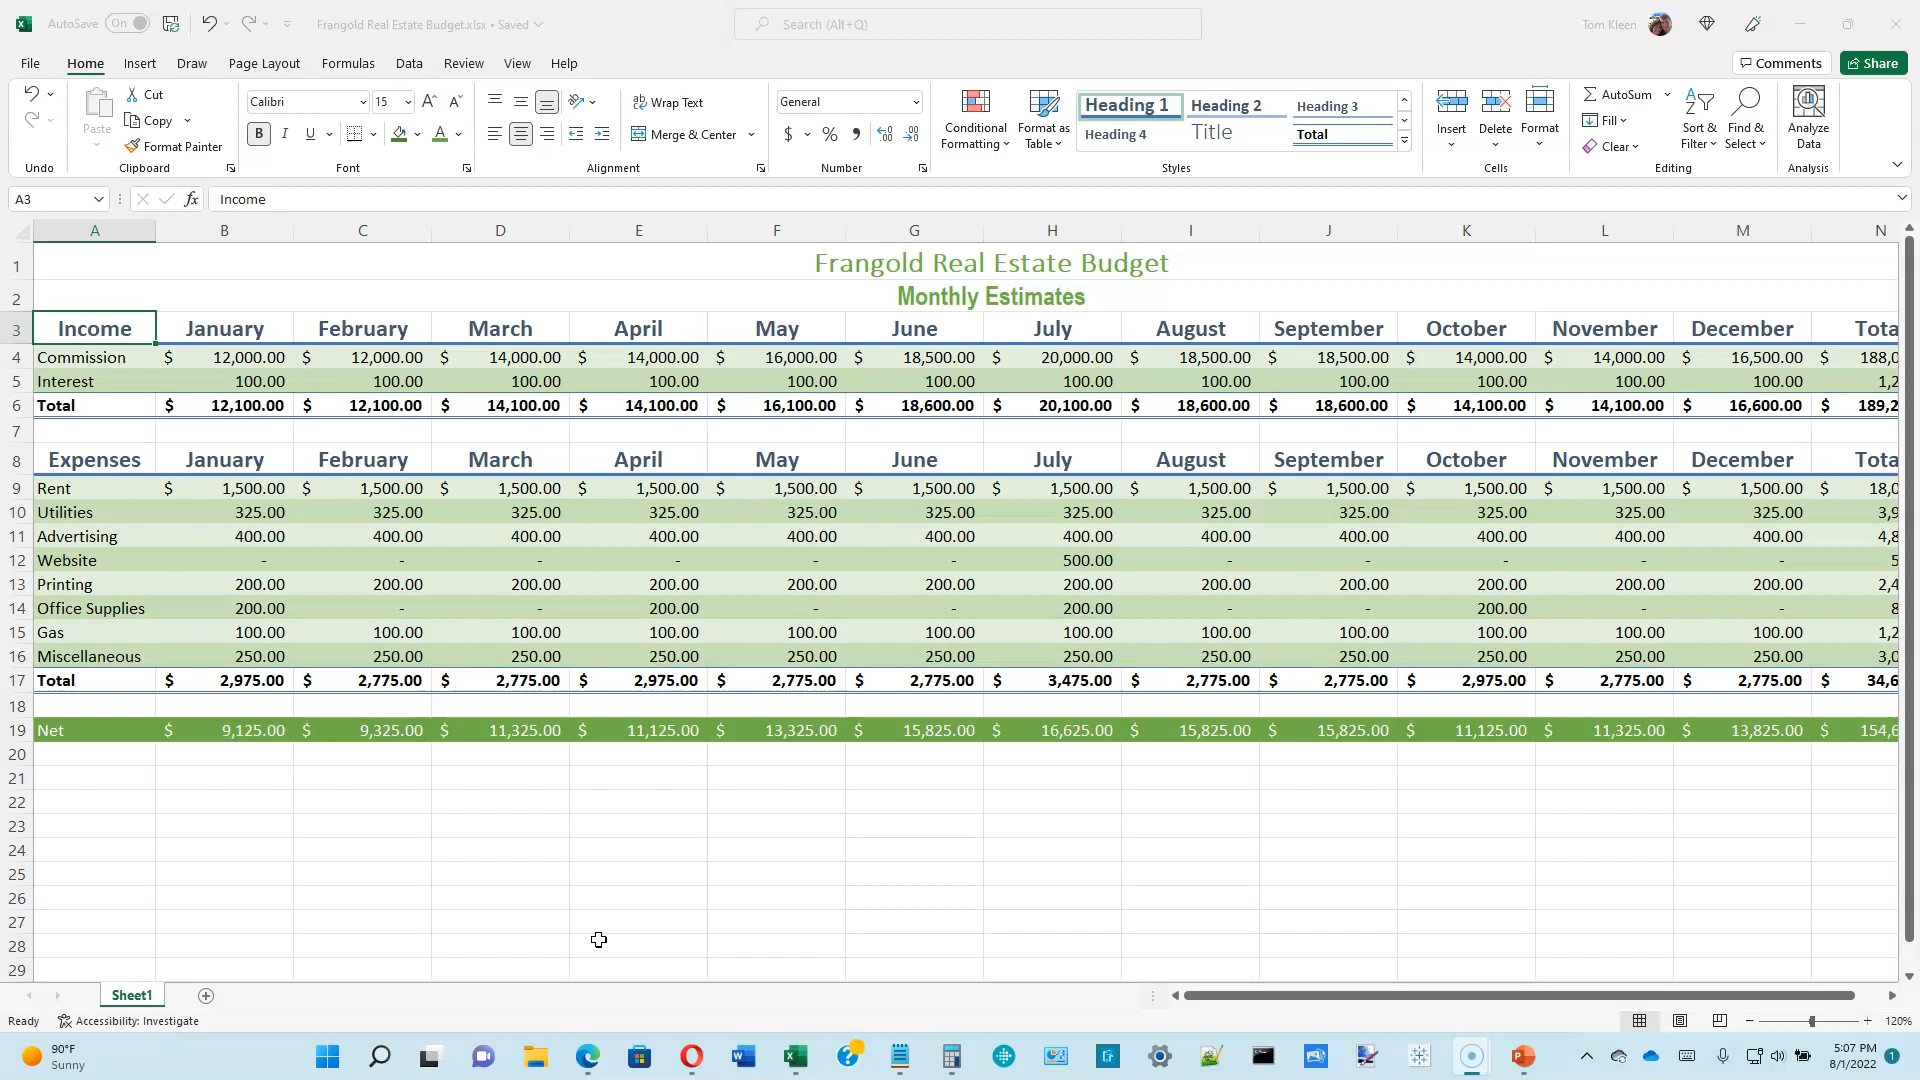 AutoSave On Frangold Real Estate Budget.xlsx • Saved Search (Alt+Q) Tom Kleen
File Home Insert Draw Page Layout Formulas Data Review View Help Comments Share
Cut
Copy
Format Painter
Paste
Undo Clipboard
Calibri 15
B I U A
Font
Wrap Text
Merge & Center
Alignment
General
$ % ,
Number
Conditional Formatting
Format as Table
Heading 1 Heading 2 Heading 3
Heading 4 Title Total
Styles
Insert Delete Format
Cells
AutoSum
Fill
Clear
Sort & Filter
Find & Select
Editing
Analyze Data
Analysis
A3 fx Income
A B C D E F G H I J K L M N
1 Frangold Real Estate Budget
2 Monthly Estimates
3 Income January February March April May June July August September October November December Tota
4 Commission $ 12,000.00 $ 12,000.00 $ 14,000.00 $ 14,000.00 $ 16,000.00 $ 18,500.00 $ 20,000.00 $ 18,500.00 $ 18,500.00 $ 14,000.00 $ 14,000.00 $ 16,500.00 $ 188,0
5 Interest 100.00 100.00 100.00 100.00 100.00 100.00 100.00 100.00 100.00 100.00 100.00 100.00 1,2
6 Total $ 12,100.00 $ 12,100.00 $ 14,100.00 $ 14,100.00 $ 16,100.00 $ 18,600.00 $ 20,100.00 $ 18,600.00 $ 18,600.00 $ 14,100.00 $ 14,100.00 $ 16,600.00 $ 189,2
7
8 Expenses January February March April May June July August September October November December Tota
9 Rent $ 1,500.00 $ 1,500.00 $ 1,500.00 $ 1,500.00 $ 1,500.00 $ 1,500.00 $ 1,500.00 $ 1,500.00 $ 1,500.00 $ 1,500.00 $ 1,500.00 $ 1,500.00 $ 18,0
10 Utilities 325.00 325.00 325.00 325.00 325.00 325.00 325.00 325.00 325.00 325.00 325.00 325.00 3,9
11 Advertising 400.00 400.00 400.00 400.00 400.00 400.00 400.00 400.00 400.00 400.00 400.00 400.00 4,8
12 Website - - - - - - 500.00 - - - - - 5
13 Printing 200.00 200.00 200.00 200.00 200.00 200.00 200.00 200.00 200.00 200.00 200.00 200.00 2,4
14 Office Supplies 200.00 - - 200.00 - - 200.00 - - 200.00 - - 8
15 Gas 100.00 100.00 100.00 100.00 100.00 100.00 100.00 100.00 100.00 100.00 100.00 100.00 1,2
16 Miscellaneous 250.00 250.00 250.00 250.00 250.00 250.00 250.00 250.00 250.00 250.00 250.00 250.00 3,0
17 Total $ 2,975.00 $ 2,775.00 $ 2,775.00 $ 2,975.00 $ 2,775.00 $ 2,775.00 $ 3,475.00 $ 2,775.00 $ 2,775.00 $ 2,975.00 $ 2,775.00 $ 2,775.00 $ 34,6
18
19 Net $ 9,125.00 $ 9,325.00 $ 11,325.00 $ 11,125.00 $ 13,325.00 $ 15,825.00 $ 16,625.00 $ 15,825.00 $ 15,825.00 $ 11,125.00 $ 11,325.00 $ 13,825.00 $ 154,6
20
21
22
23
24
25
26
27
28
29
Sheet1
Ready Accessibility: Investigate 120%
90°F
Sunny
5:07 PM
8/1/2022
1